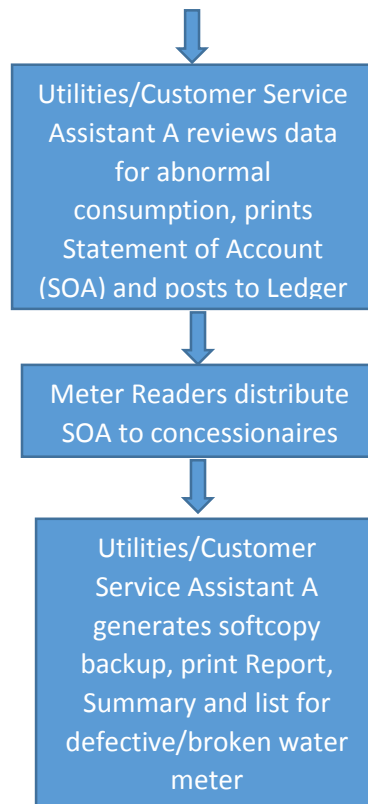 Utilities/Customer Service
Assistant A reviews data
for abnormal
consumption, prints
Statement of Account
(SOA) and posts to Ledger
Meter Readers distribute
SOA to concessionaires
Utilities/Customer
Service Assistant A
generates softcopy
backup, print Report,
Summary and list for
defective/broken water
meter